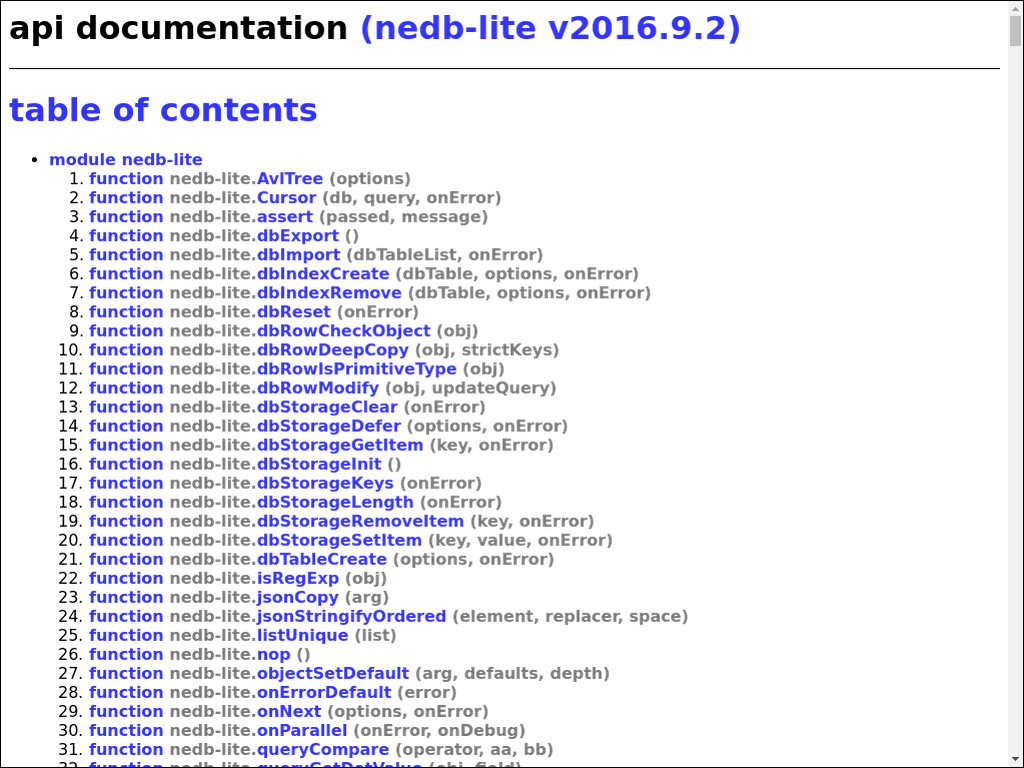 api documentation (nedb-lite v2016.9.2)
table of contents
• module nedb-lite
1. function nedb-lite.AvlTree (options)
2. function nedb-lite.Cursor (db, query, onError)
3. function nedb-lite.assert (passed, message)
4. function nedb-lite.dbExport ()
5. function nedb-lite.dbImport (dbTableList, onError)
6. function nedb-lite.dbIndexCreate (dbTable, options, onError)
7. function nedb-lite.dbIndexRemove (dbTable, options, onError)
8. function nedb-lite.dbReset (onError)
9. function nedb-lite.dbRowCheckObject (obj)
10. function nedb-lite.dbRowDeepCopy (obj, strictKeys)
11. function nedb-lite.dbRowIsPrimitiveType (obj)
12. function nedb-lite.dbRowModify (obj, updateQuery)
13. function nedb-lite.dbStorageClear (onError)
14. function nedb-lite.dbStorageDefer (options, onError)
15. function nedb-lite.dbStorageGetItem (key, onError)
16. function nedb-lite.dbStorageInit ()
17. function nedb-lite.dbStorageKeys (onError)
18. function nedb-lite.dbStorageLength (onError)
19. function nedb-lite.dbStorageRemoveItem (key, onError)
20. function nedb-lite.dbStorageSetItem (key, value, onError)
21. function nedb-lite.dbTableCreate (options, onError)
22. function nedb-lite.isRegExp (obj)
23. function nedb-lite.jsonCopy (arg)
24. function nedb-lite.jsonStringifyOrdered (element, replacer, space)
25. function nedb-lite.listUnique (list)
26. function nedb-lite.nop ()
27. function nedb-lite.objectSetDefault (arg, defaults, depth)
28. function nedb-lite.onErrorDefault (error)
29. function nedb-lite.onNext (options, onError)
30. function nedb-lite.onParallel (onError, onDebug)
31. function nedb-lite.queryCompare (operator, aa, bb)
32. function nedb-lite.queryGetDotValue (obj, field)